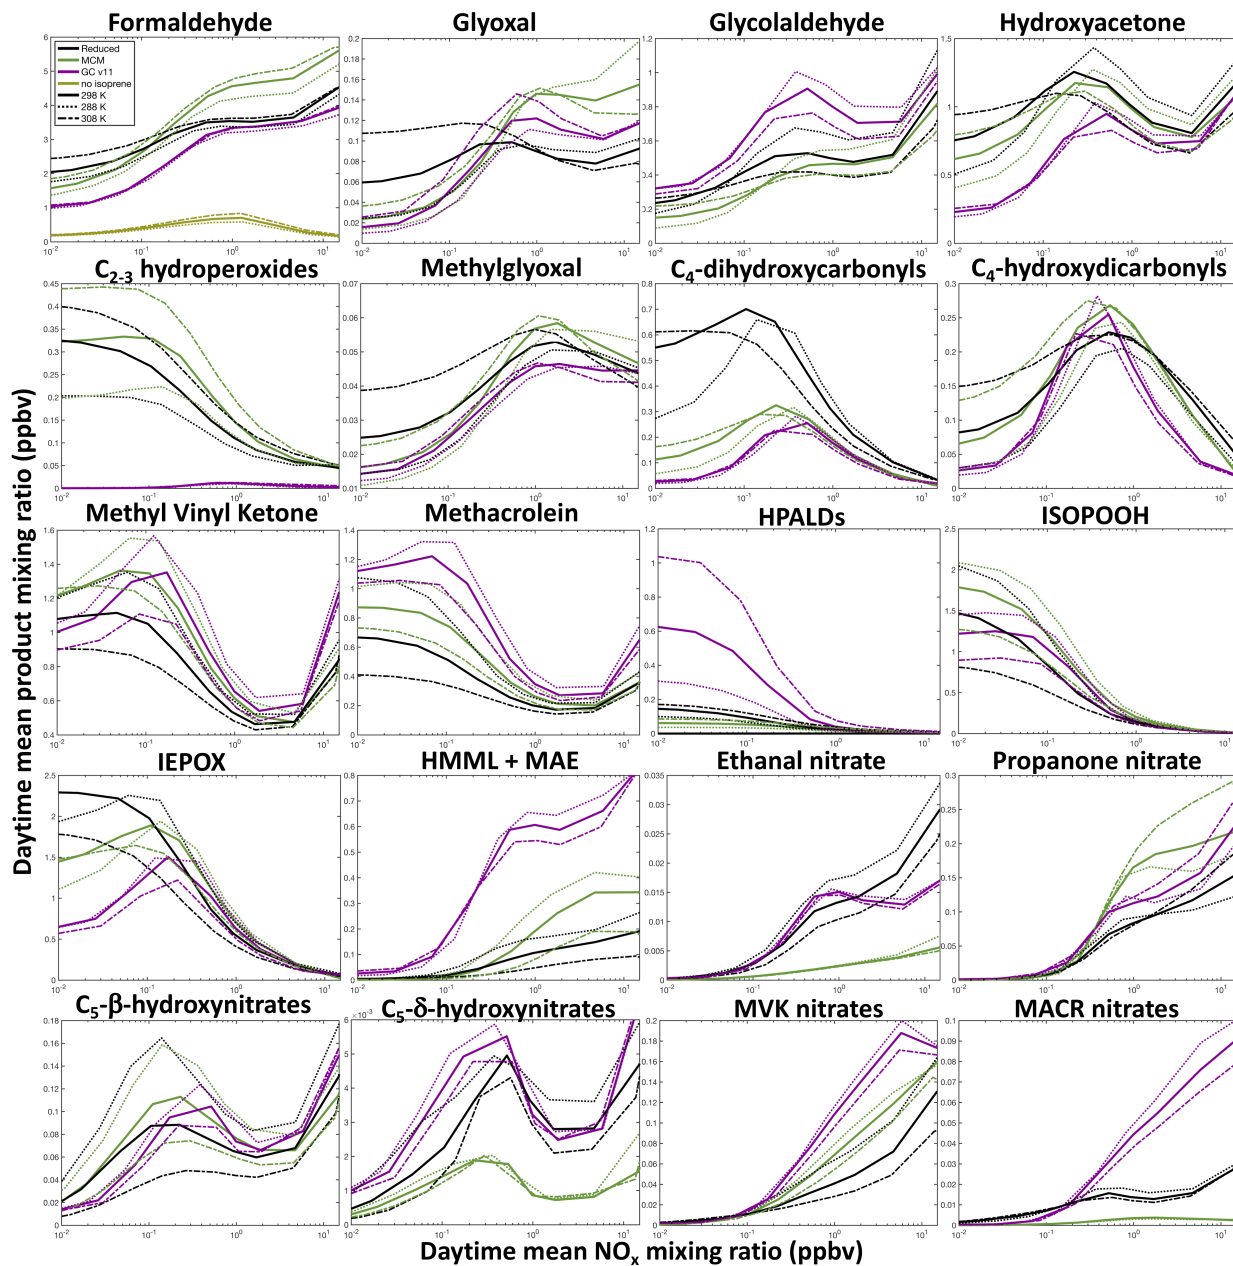 Formaldehyde
Glyoxal
Glycolaldehyde
Hydroxyacetone
Reduced
MCM
GC v11
no isoprene
298 K
288 K
308 K
C2-3 hydroperoxides
Methylglyoxal
C4-dihydroxycarbonyls
C4-hydroxydicarbonyls
Methyl Vinyl Ketone
Methacrolein
HPALDs
ISOPOOH
IEPOX
HMML + MAE
Ethanal nitrate
Propanone nitrate
C5-β-hydroxynitrates
C5-δ-hydroxynitrates
MVK nitrates
MACR nitrates
Daytime mean product mixing ratio (ppbv)
Daytime mean NOx mixing ratio (ppbv)